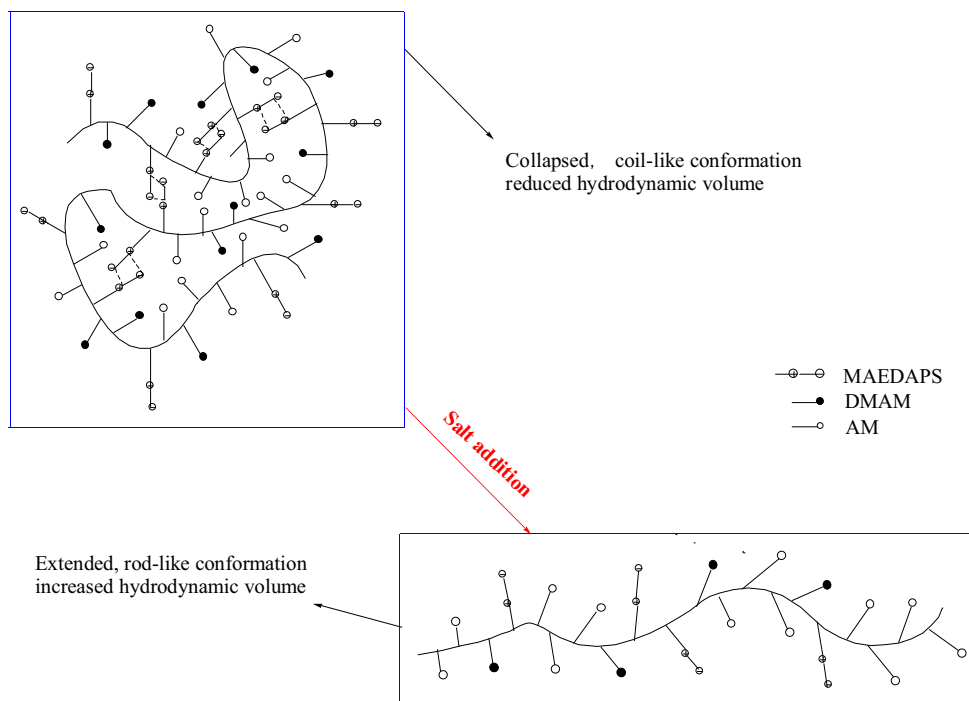 Collapsed, coil-like conformation
reduced hydrodynamic volume
MAEDAPS
DMAM
AM
Salt addition
Extended, rod-like conformation
increased hydrodynamic volume